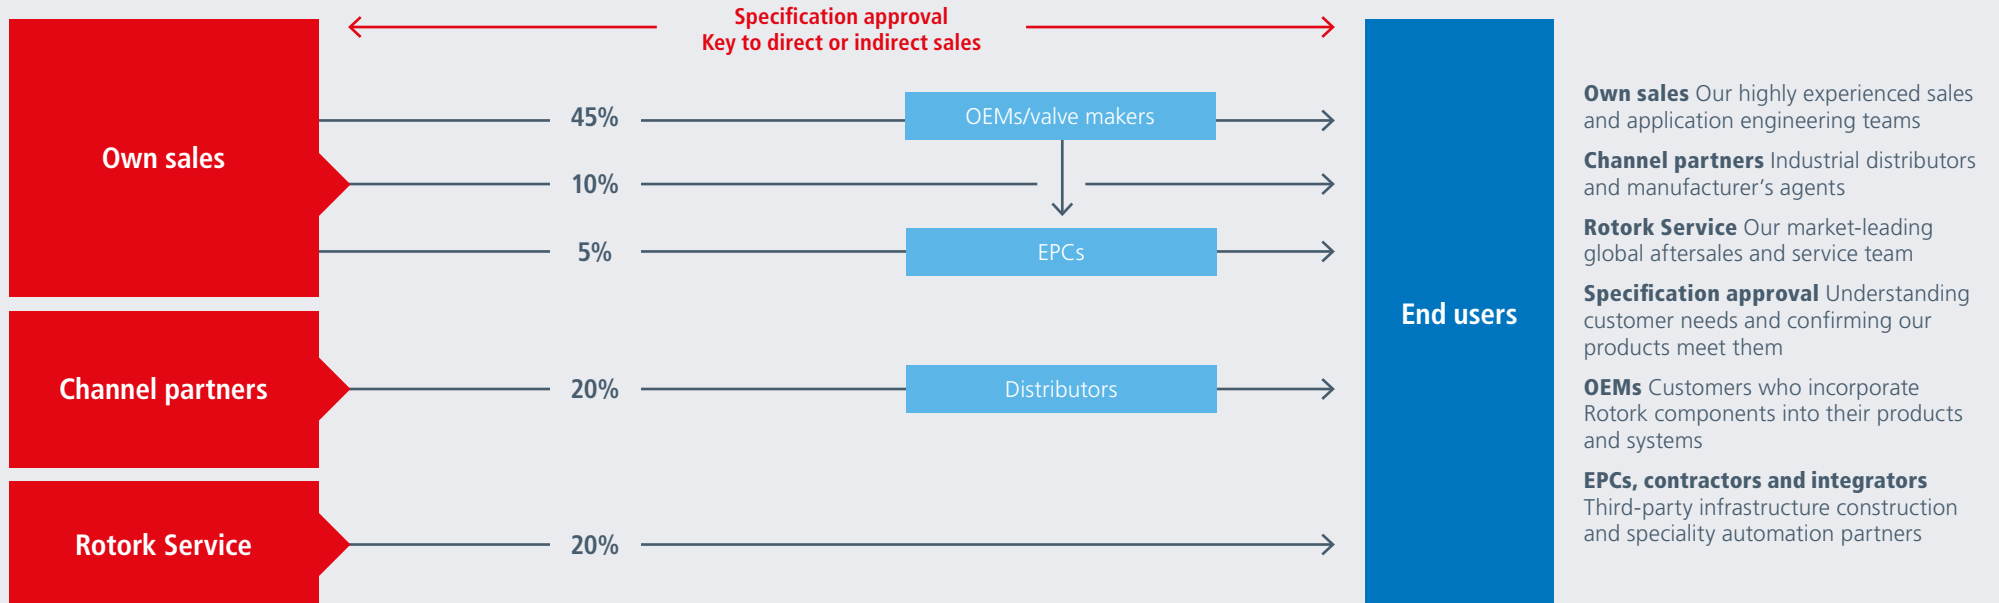 Specification approval
Key to direct or indirect sales
Own sales
45%
OEMs/valve makers
10%
5%
EPCs
Channel partners
20%
Distributors
Rotork Service
20%
End users
Own sales Our highly experienced sales
and application engineering teams
Channel partners Industrial distributors
and manufacturer’s agents
Rotork Service Our market-leading
global aftersales and service team
Specification approval Understanding
customer needs and confirming our
products meet them
OEMs Customers who incorporate
Rotork components into their products
and systems
EPCs, contractors and integrators
Third-party infrastructure construction
and speciality automation partners